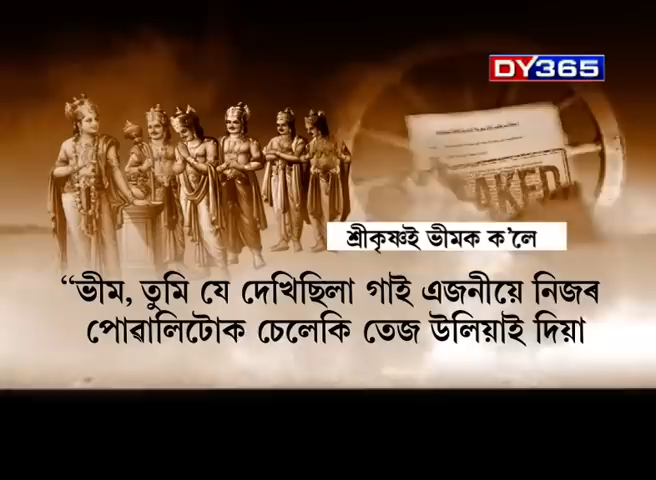 DY365
শ্ৰীকৃষ্ণই ভীমক ক'লে
“ভীম, তুমি যে দেখিছিলা গাই এজনীয়ে নিজৰ
পোৱালিটোক চেলেকি তেজ উলিয়াই দিয়া